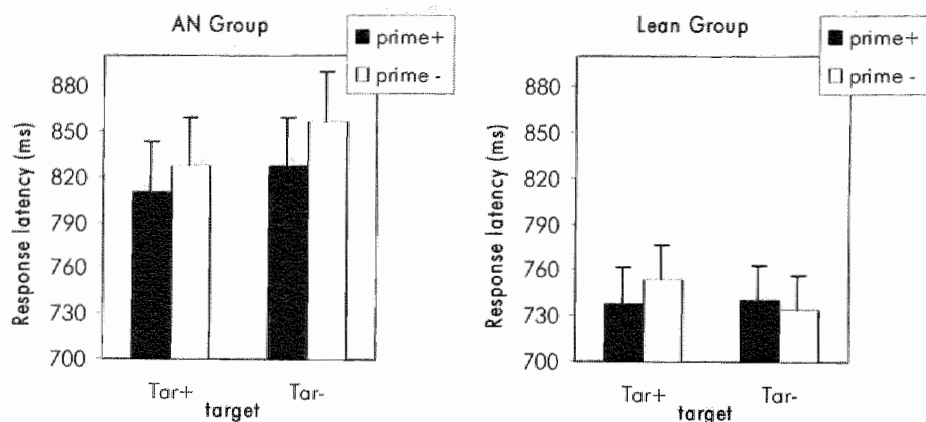 AN Group
prime+
prime -
Response latency (ms)
880
850
820
790
760
730
700
Tar+ Tar-
target
Lean Group
prime+
prime -
Response latency (ms)
880
850
820
790
760
730
700
Tar+ Tar-
target